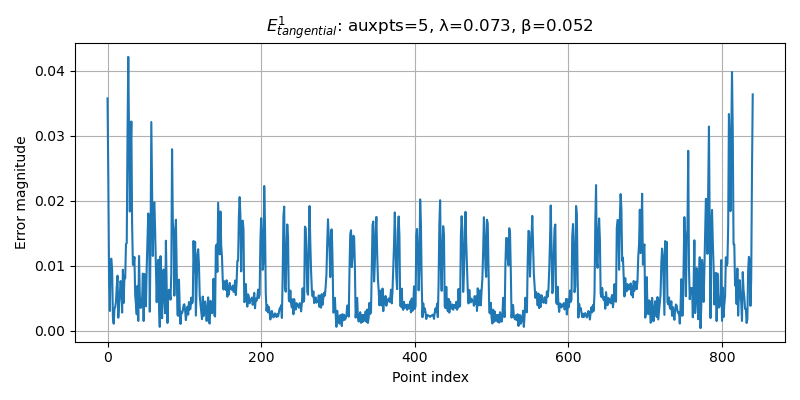 E¹tangential: auxpts=5, λ=0.073, β=0.052
Error magnitude
0.04
0.03
0.02
0.01
0.00
0 200 400 600 800
Point index